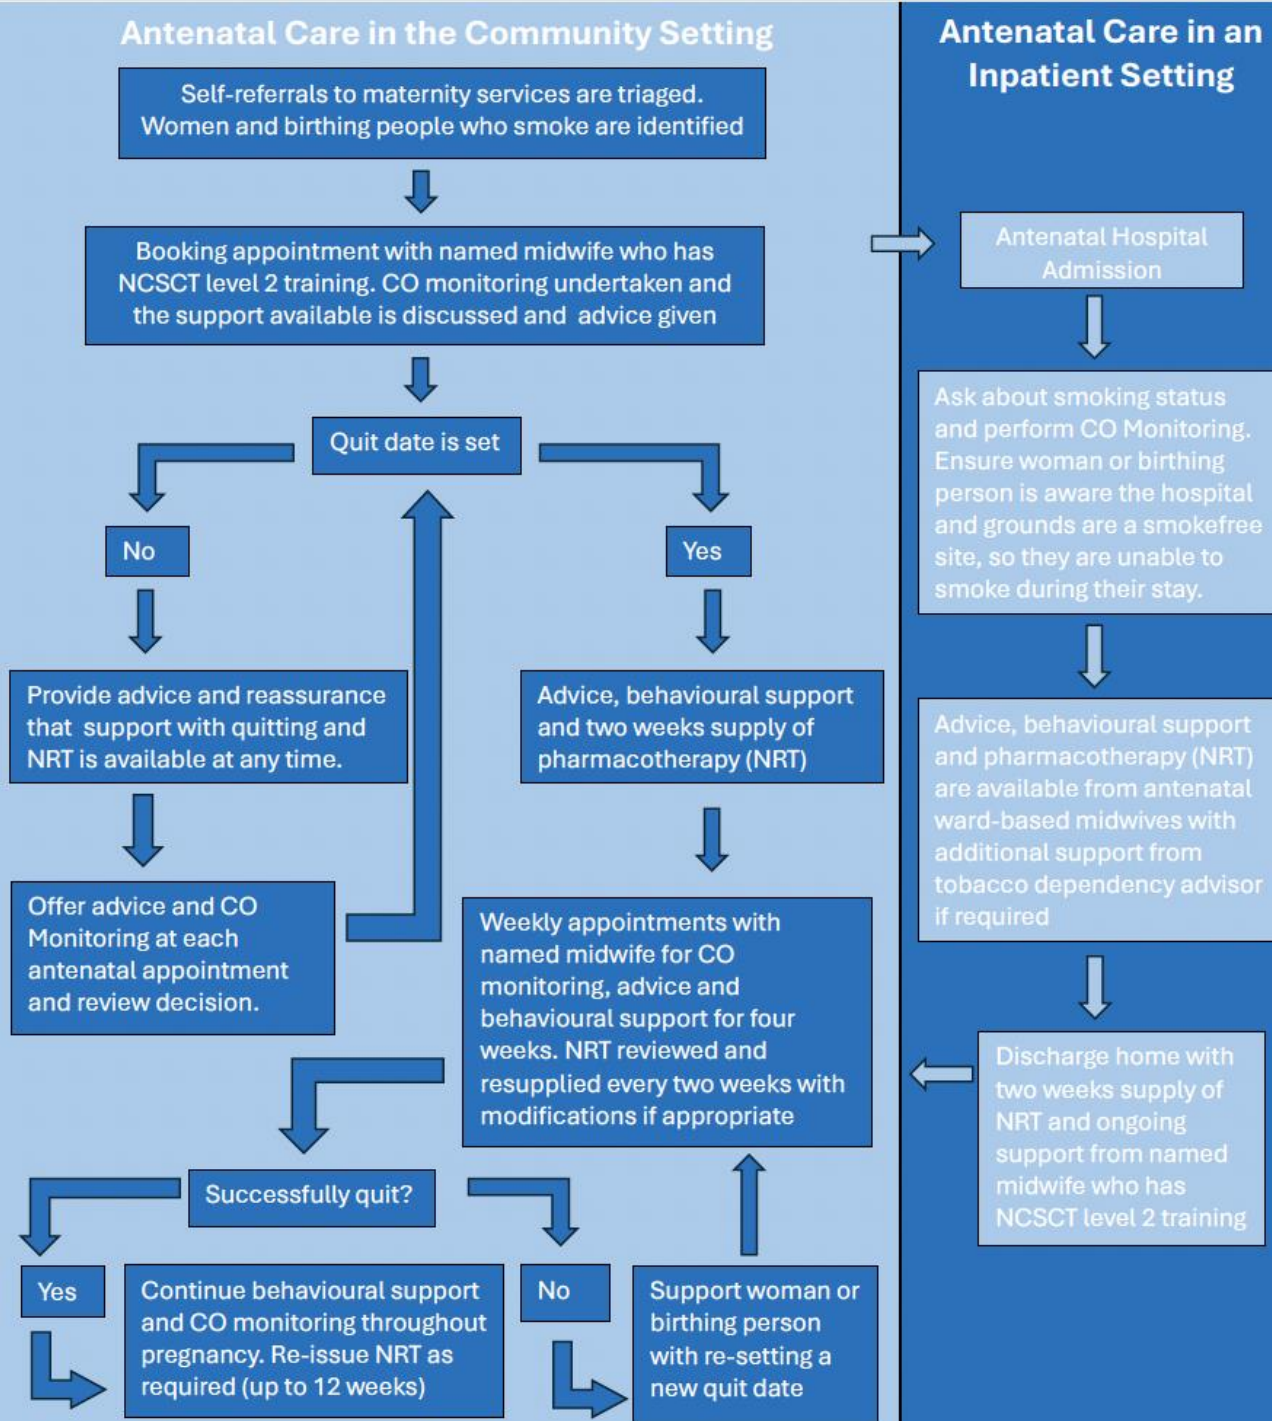 Antenatal Care in the Community Setting
Self-referrals to maternity services are triaged.
Women and birthing people who smoke are identified
Booking appointment with named midwife who has
NCSCT level 2 training. CO monitoring undertaken and
the support available is discussed and advice given
Quit date is set
No
Yes
Provide advice and reassurance
that support with quitting and
NRT is available at any time.
Advice, behavioural support
and two weeks supply of
pharmacotherapy (NRT)
Offer advice and CO
Monitoring at each
antenatal appointment
and review decision.
Weekly appointments with
named midwife for CO
monitoring, advice and
behavioural support for four
weeks. NRT reviewed and
resupplied every two weeks with
modifications if appropriate
Successfully quit?
Yes
Continue behavioural support
and CO monitoring throughout
pregnancy. Re-issue NRT as
required (up to 12 weeks)
No
Support woman or
birthing person
with re-setting a
new quit date
Antenatal Care in an
Inpatient Setting
Antenatal Hospital
Admission
Ask about smoking status
and perform CO Monitoring.
Ensure woman or birthing
person is aware the hospital
and grounds are a smokefree
site, so they are unable to
smoke during their stay.
Advice, behavioural support
and pharmacotherapy (NRT)
are available from antenatal
ward-based midwives with
additional support from
tobacco dependency advisor
if required
Discharge home with
two weeks supply of
NRT and ongoing
support from named
midwife who has
NCSCT level 2 training